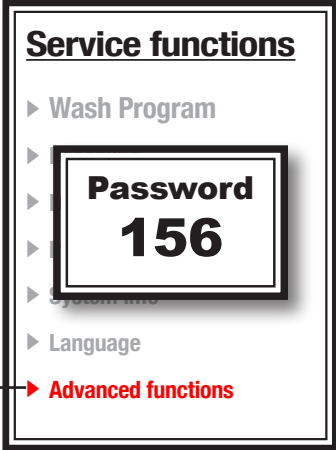 Service functions
Wash Program
Password
156
Language
Advanced functions